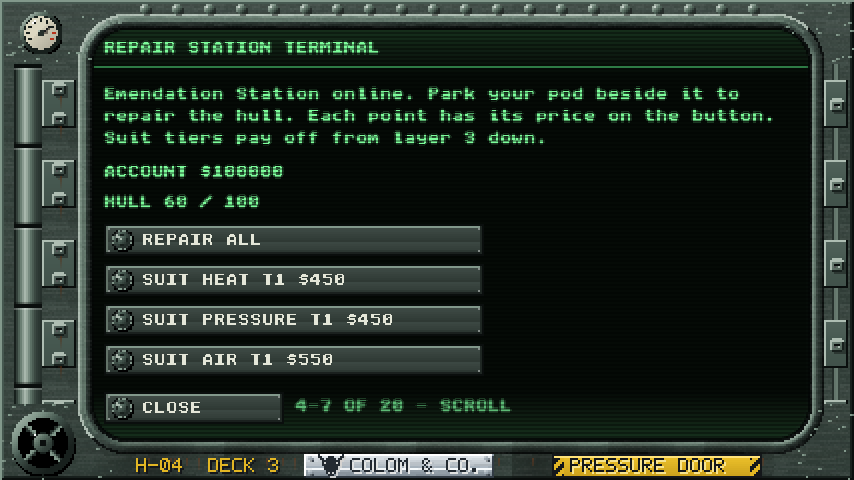 REPAIR STATION TERMINAL
Emendation Station online. Park your pod beside it to
repair the hull. Each point has its price on the button.
Suit tiers pay off from layer 3 down.
ACCOUNT $100000
HULL 60 / 100
REPAIR ALL
SUIT HEAT T1 $450
SUIT PRESSURE T1 $450
SUIT AIR T1 $550
CLOSE
4-7 OF 20 - SCROLL
H-04 DECK 3
COLOM & CO.
PRESSURE DOOR